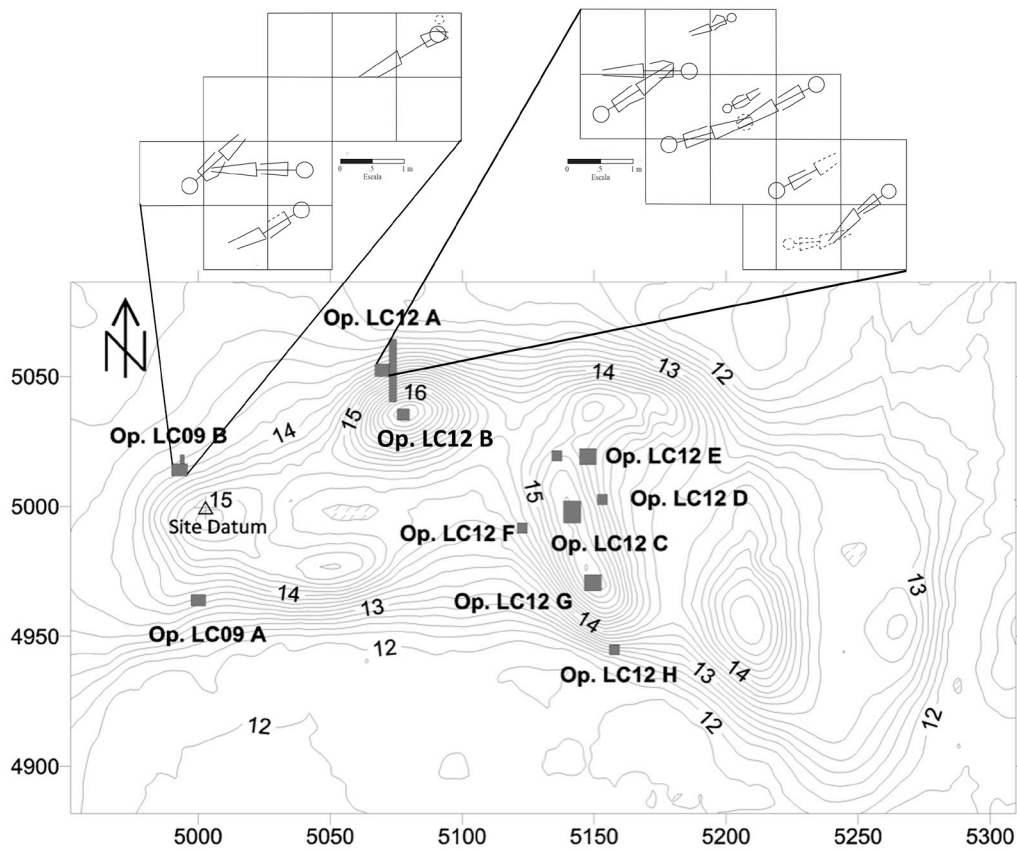 0 .5 1 m
Escala
0 .5 1 m
Escala
N
Op. LC12 A
5050
16
14
13
12
15
Op. LC09 B
14
Op. LC12 B
Op. LC12 E
15
15
Op. LC12 D
5000
Site Datum
Op. LC12 F
Op. LC12 C
14
13
13
Op. LC12 G
Op. LC09 A
14
4950
12
Op. LC12 H
13
14
12
12
12
4900
5000
5050
5100
5150
5200
5250
5300